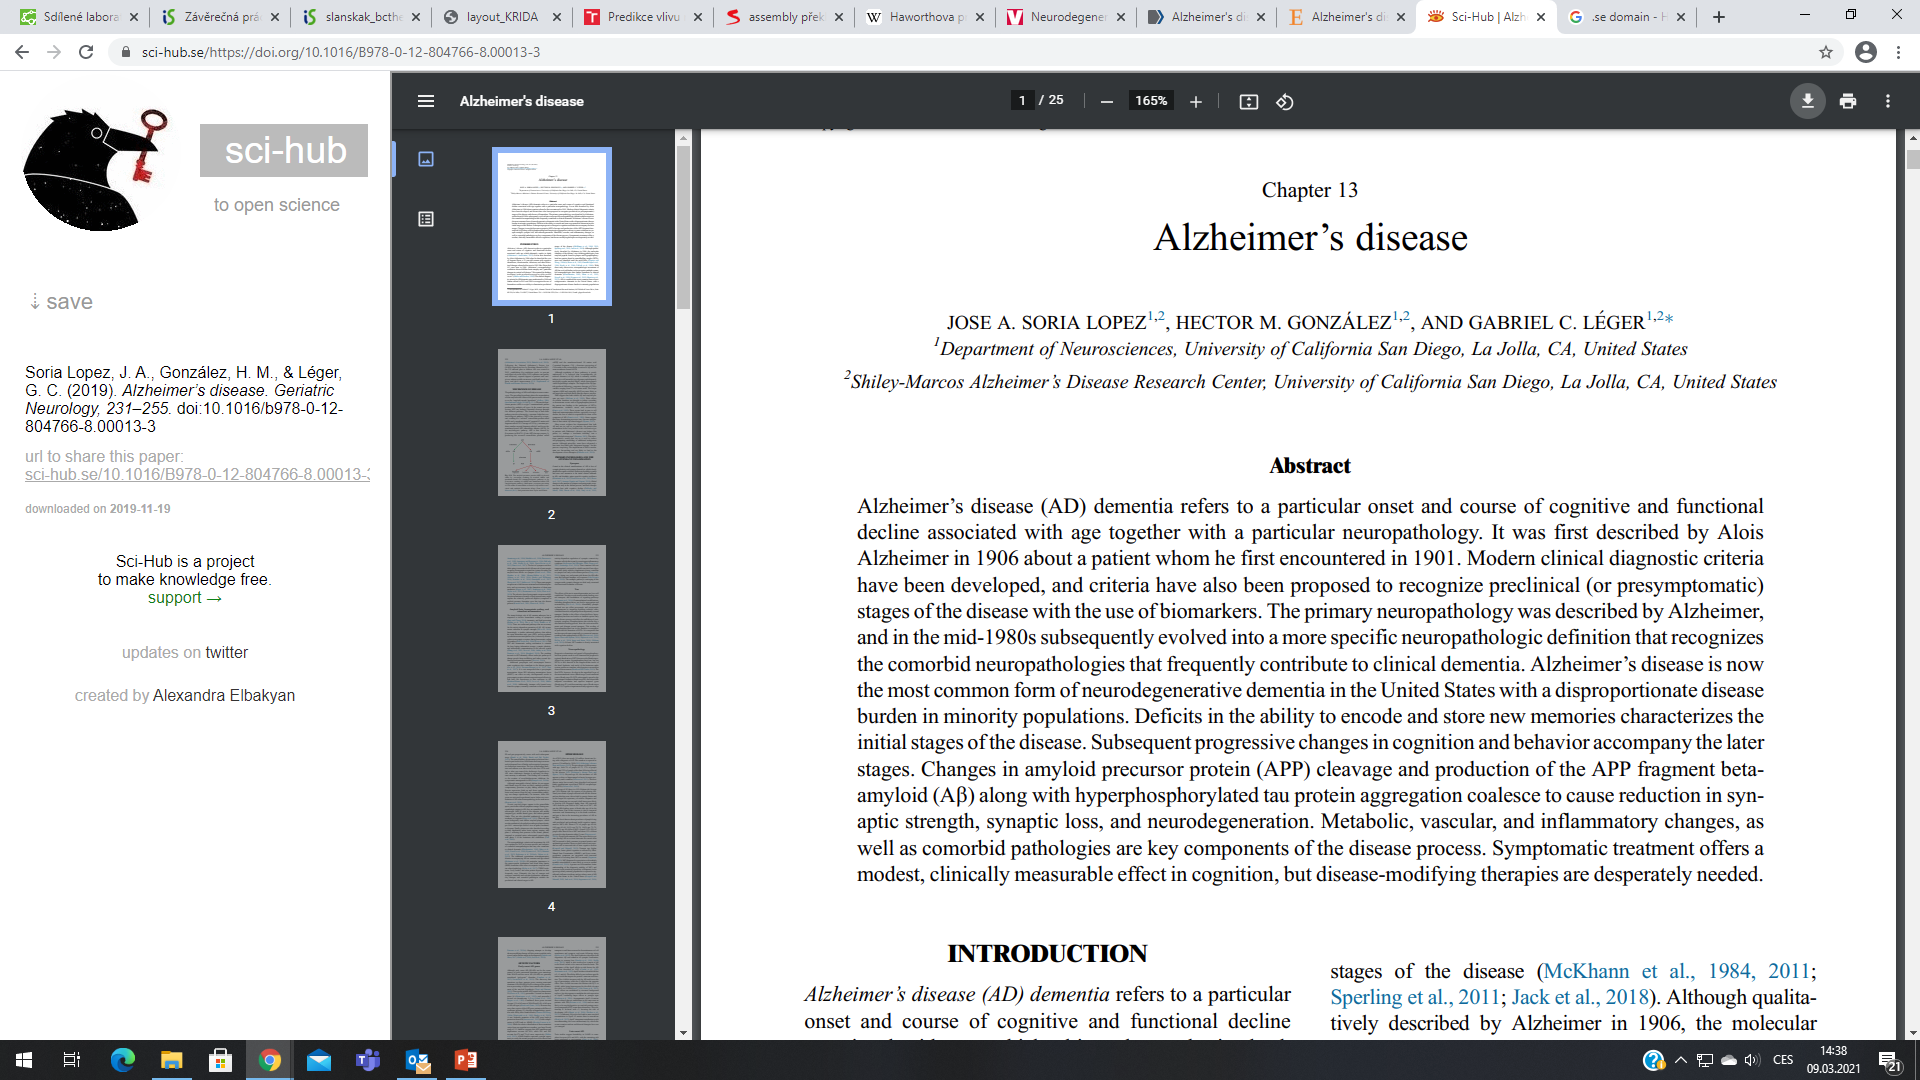 Sdílené labora
Závěrečná prá
slanskak_bcthe
layout_KRIDA
Predikce vlivu
assembly překl
Haworthova p
Neurodegener
Alzheimer's di
Alzheimer's di
Sci-Hub | Alzh
.se domain - H
sci-hub.se/https://doi.org/10.1016/B978-0-12-804766-8.00013-3
sci-hub
to open science
⇣ save
Soria Lopez, J. A., González, H. M., & Léger,
G. C. (2019). Alzheimer's disease. Geriatric
Neurology, 231–255. doi:10.1016/b978-0-12-
804766-8.00013-3
url to share this paper:
sci-hub.se/10.1016/B978-0-12-804766-8.00013-3
downloaded on 2019-11-19
Sci-Hub is a project
to make knowledge free.
support →
updates on twitter
created by Alexandra Elbakyan
Alzheimer's disease
1 / 25
165%
1
2
3
4
Chapter 13
Alzheimer's disease
JOSE A. SORIA LOPEZ1,2, HECTOR M. GONZÁLEZ1,2, AND GABRIEL C. LÉGER1,2*
1Department of Neurosciences, University of California San Diego, La Jolla, CA, United States
2Shiley-Marcos Alzheimer's Disease Research Center, University of California San Diego, La Jolla, CA, United States
Abstract
Alzheimer's disease (AD) dementia refers to a particular onset and course of cognitive and functional
decline associated with age together with a particular neuropathology. It was first described by Alois
Alzheimer in 1906 about a patient whom he first encountered in 1901. Modern clinical diagnostic criteria
have been developed, and criteria have also been proposed to recognize preclinical (or presymptomatic)
stages of the disease with the use of biomarkers. The primary neuropathology was described by Alzheimer,
and in the mid-1980s subsequently evolved into a more specific neuropathologic definition that recognizes
the comorbid neuropathologies that frequently contribute to clinical dementia. Alzheimer's disease is now
the most common form of neurodegenerative dementia in the United States with a disproportionate disease
burden in minority populations. Deficits in the ability to encode and store new memories characterizes the
initial stages of the disease. Subsequent progressive changes in cognition and behavior accompany the later
stages. Changes in amyloid precursor protein (APP) cleavage and production of the APP fragment beta-
amyloid (Aβ) along with hyperphosphorylated tau protein aggregation coalesce to cause reduction in syn-
aptic strength, synaptic loss, and neurodegeneration. Metabolic, vascular, and inflammatory changes, as
well as comorbid pathologies are key components of the disease process. Symptomatic treatment offers a
modest, clinically measurable effect in cognition, but disease-modifying therapies are desperately needed.
INTRODUCTION
Alzheimer's disease (AD) dementia refers to a particular
onset and course of cognitive and functional decline
stages of the disease (McKhann et al., 1984, 2011;
Sperling et al., 2011; Jack et al., 2018). Although qualita-
tively described by Alzheimer in 1906, the molecular
CES
14:38
09.03.2021
21